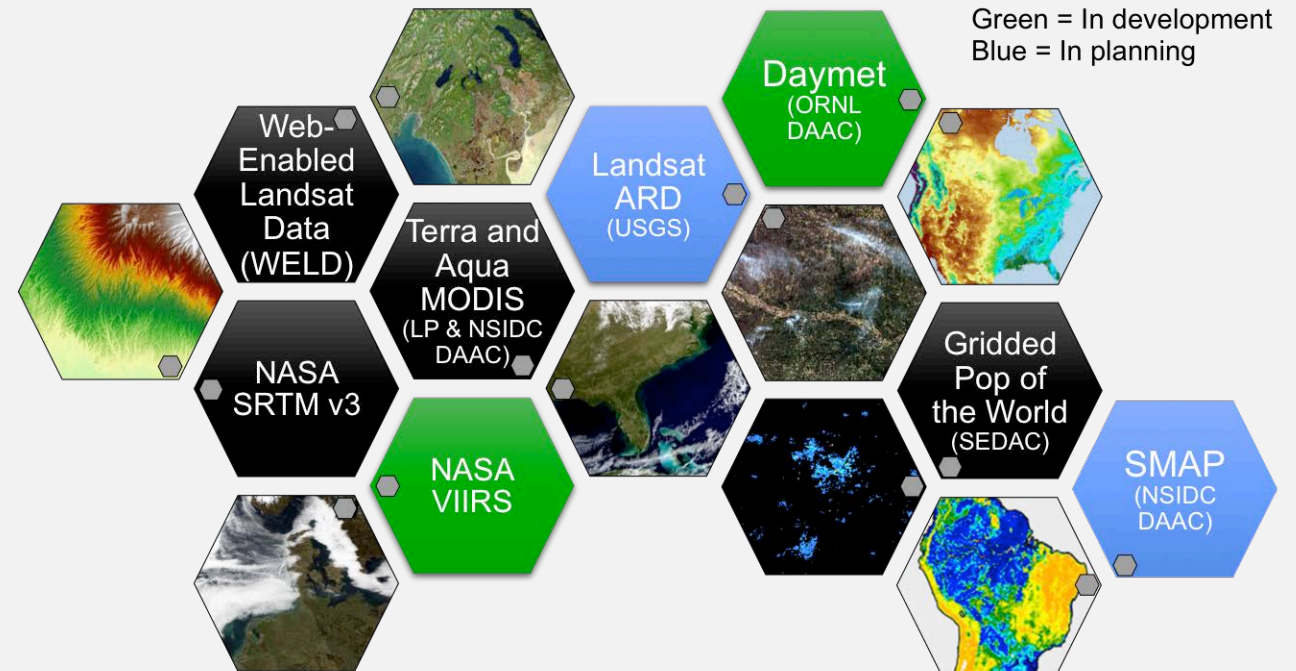 Green = In development
Blue = In planning
Daymet
(ORNL
DAAC)
Web-
Enabled
Landsat
Data
(WELD)
Landsat
ARD
(USGS)
Terra and
Aqua
MODIS
(LP & NSIDC
DAAC)
NASA
SRTM v3
Gridded
Pop of
the World
(SEDAC)
NASA
VIIRS
SMAP
(NSIDC
DAAC)